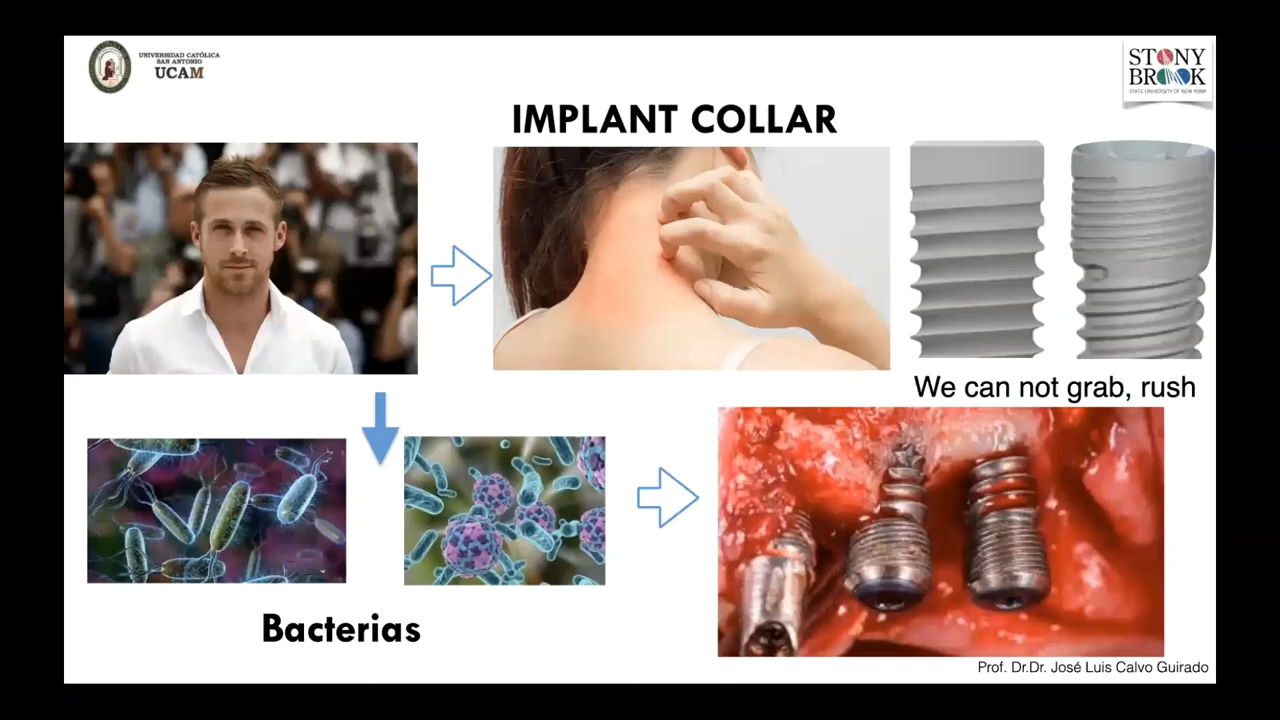 UNIVERSIDAD CATÓLICA
SAN ANTONIO
UCAM
STONY
BROOK
STATE UNIVERSITY OF NEW YORK
IMPLANT COLLAR
We can not grab, rush
Bacterias
Prof. Dr.Dr. José Luis Calvo Guirado